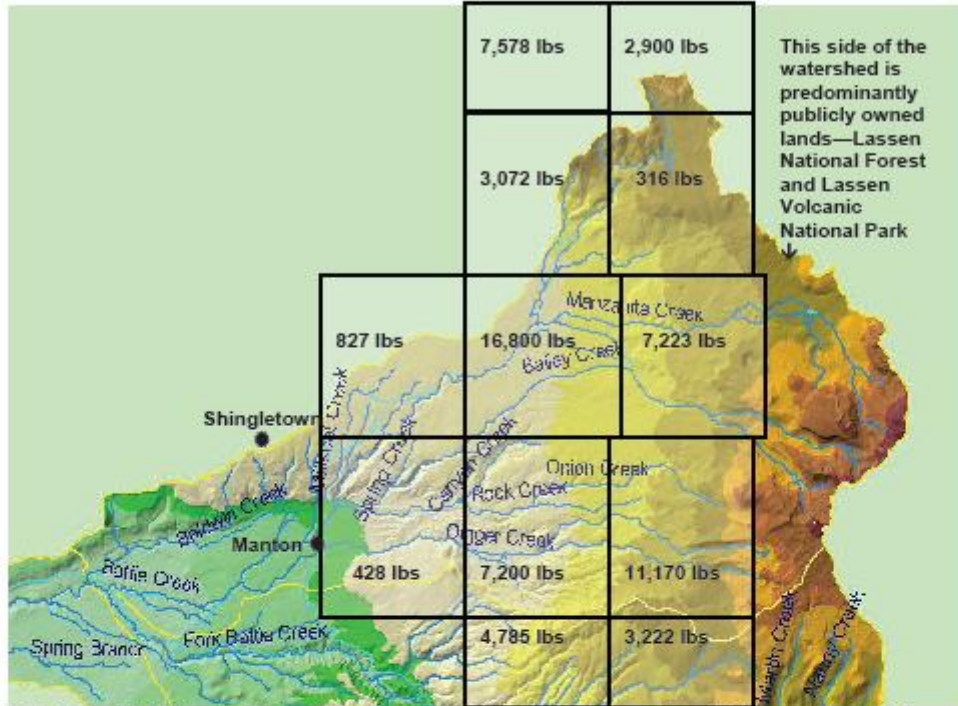 7,578 lbs
2,900 lbs
This side of the
watershed is
predominantly
publicly owned
lands—Lassen
National Forest
and Lassen
Volcanic
National Park
3,072 lbs
316 lbs
Manzanita Creek
827 lbs
16,800 lbs
7,223 lbs
Bailey Creek
Shingletown
Creek
Spring Creek
Canyon Creek
Onion Creek
Rock Creek
Baldwin Creek
Digger Creek
Manton
Battle Creek
428 lbs
7,200 lbs
11,170 lbs
Fork Battle Creek
Spring Branch
4,785 lbs
3,222 lbs
Martin Creek
Creek